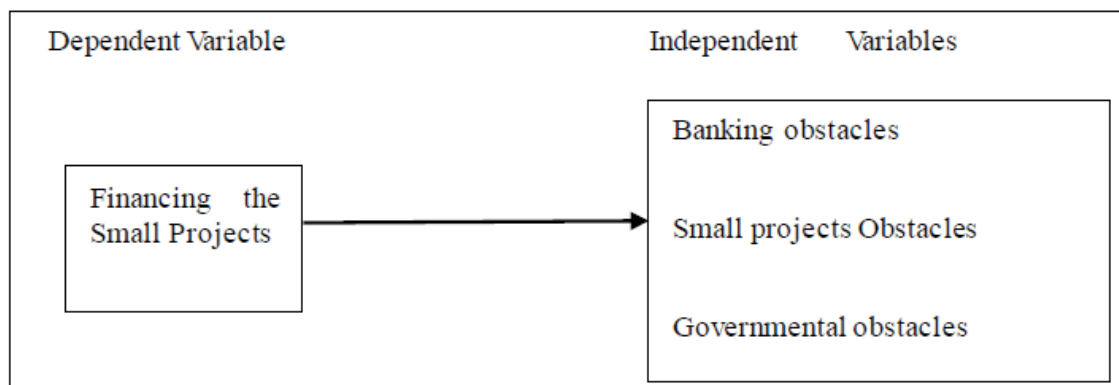 Dependent Variable
Independent Variables
Financing the
Small Projects
Banking obstacles
Small projects Obstacles
Governmental obstacles